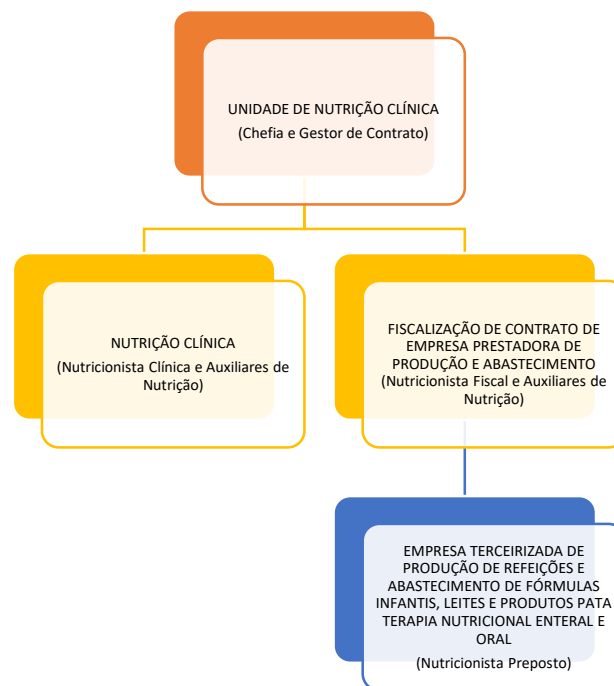 UNIDADE DE NUTRIÇÃO CLÍNICA
(Chefia e Gestor de Contrato)
NUTRIÇÃO CLÍNICA
(Nutricionista Clínica e Auxiliares de
Nutrição)
FISCALIZAÇÃO DE CONTRATO DE
EMPRESA PRESTADORA DE
PRODUÇÃO E ABASTECIMENTO
(Nutricionista Fiscal e Auxiliares de
Nutrição)
EMPRESA TERCEIRIZADA DE
PRODUÇÃO DE REFEIÇÕES E
ABASTECIMENTO DE FÓRMULAS
INFANTIS, LEITES E PRODUTOS PATA
TERAPIA NUTRICIONAL ENTERAL E
ORAL
(Nutricionista Preposto)